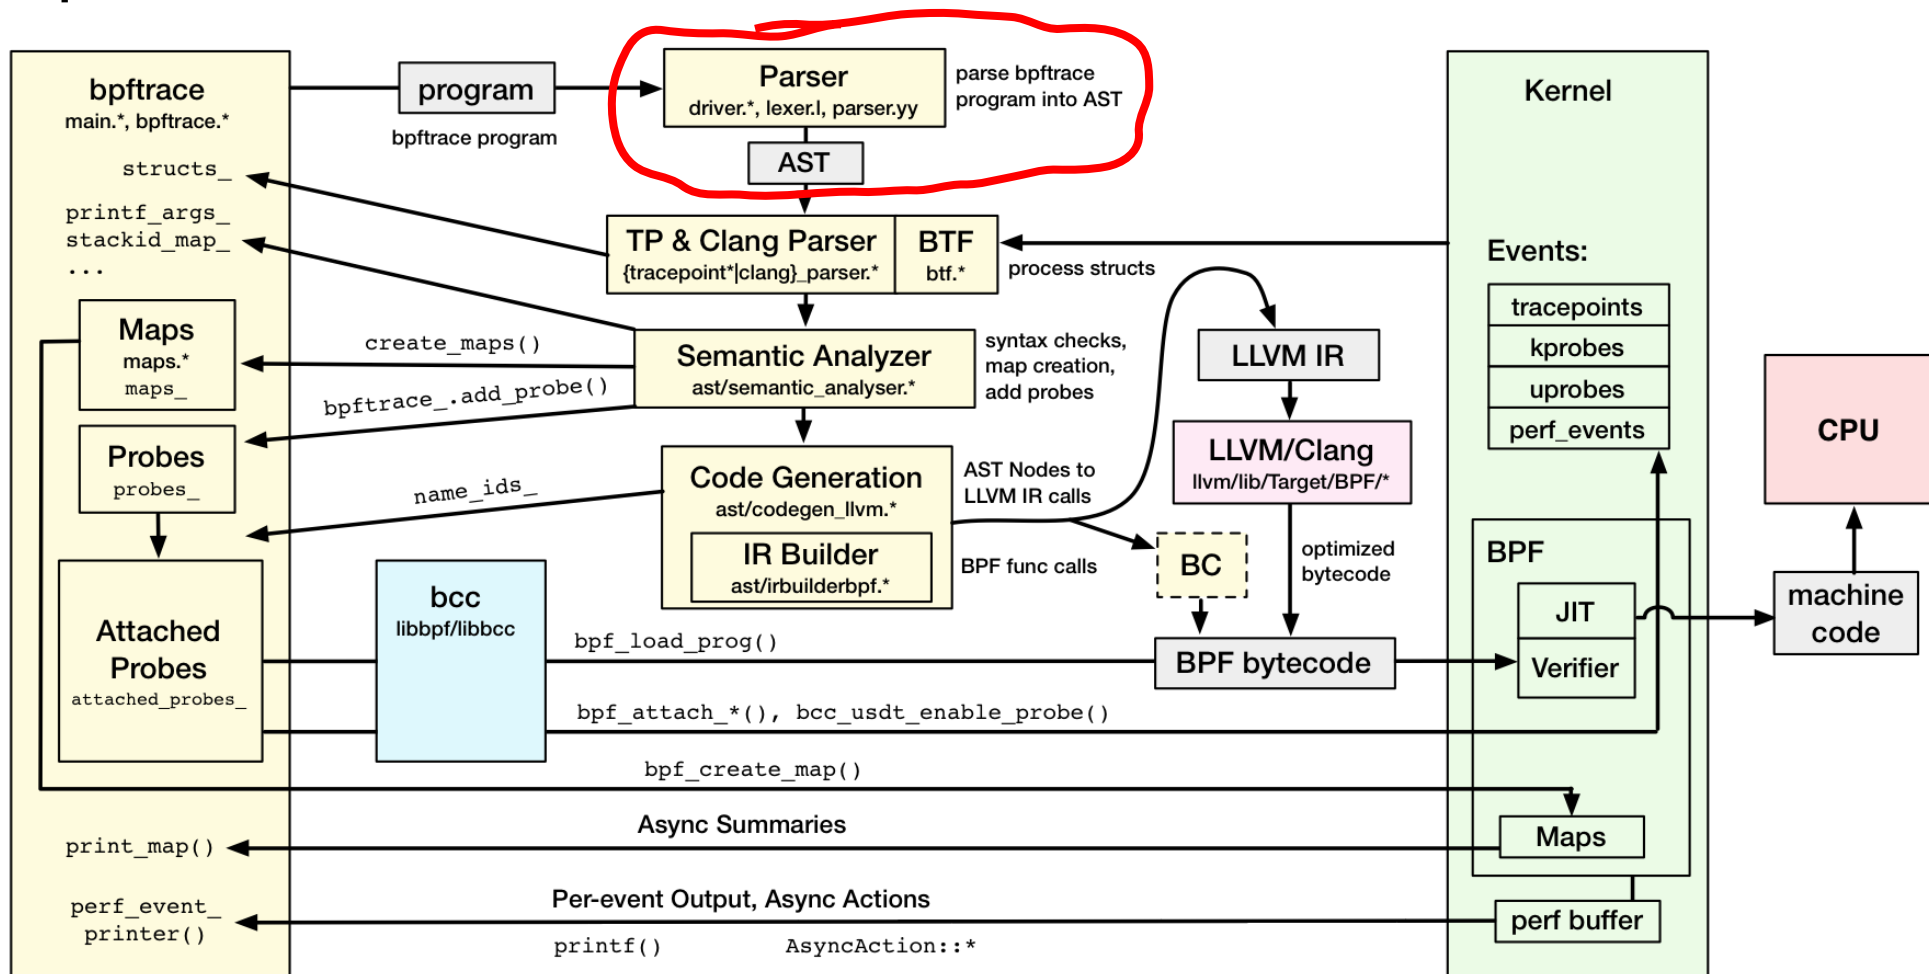 bpftrace
main.*, bpftrace.*
structs_
printf_args_
stackid_map_
...
Maps
maps.*
maps_
Probes
probes_
Attached
Probes
attached_probes_
print_map()
perf_event_
printer()
program
bpftrace program
Parser
driver.*, lexer.l, parser.yy
parse bpftrace
program into AST
AST
TP & Clang Parser
{tracepoint*|clang}_parser.*
BTF
btf.*
process structs
create_maps()
bpftrace_.add_probe()
Semantic Analyzer
ast/semantic_analyser.*
syntax checks,
map creation,
add probes
name_ids_
Code Generation
ast/codegen_llvm.*
IR Builder
ast/irbuilderbpf.*
AST Nodes to
LLVM IR calls
BPF func calls
LLVM IR
LLVM/Clang
llvm/lib/Target/BPF/*
BC
optimized
bytecode
bcc
libbpf/libbcc
bpf_load_prog()
BPF bytecode
bpf_attach_*(), bcc_usdt_enable_probe()
bpf_create_map()
Async Summaries
Per-event Output, Async Actions
printf()
AsyncAction::*
Kernel
Events:
tracepoints
kprobes
uprobes
perf_events
BPF
JIT
Verifier
Maps
perf buffer
CPU
machine
code